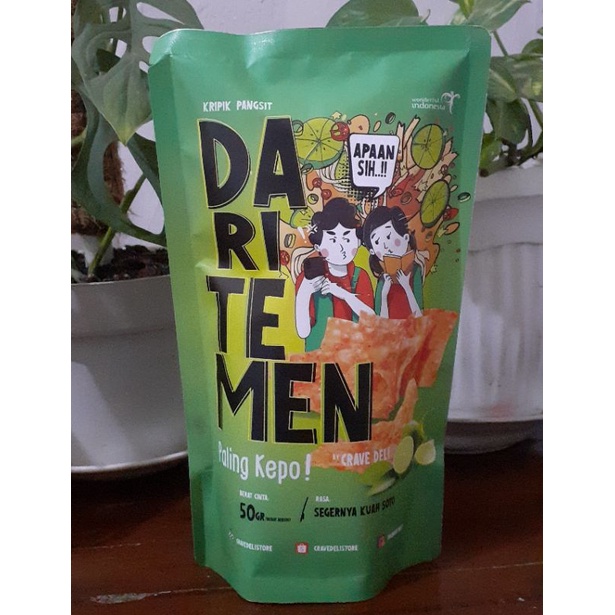 KRIPIK PANGSIT
wonderful
indonesia
DA
RI
TE
MEN
APAAN
SIH..!!
Paling Kepo!
BY CRAVE DELI
BERAT CINTA.
50GR
RASA.
SEGERNYA KUAH SOTO
CRAVEDELISTORE
CRAVEDELISTORE